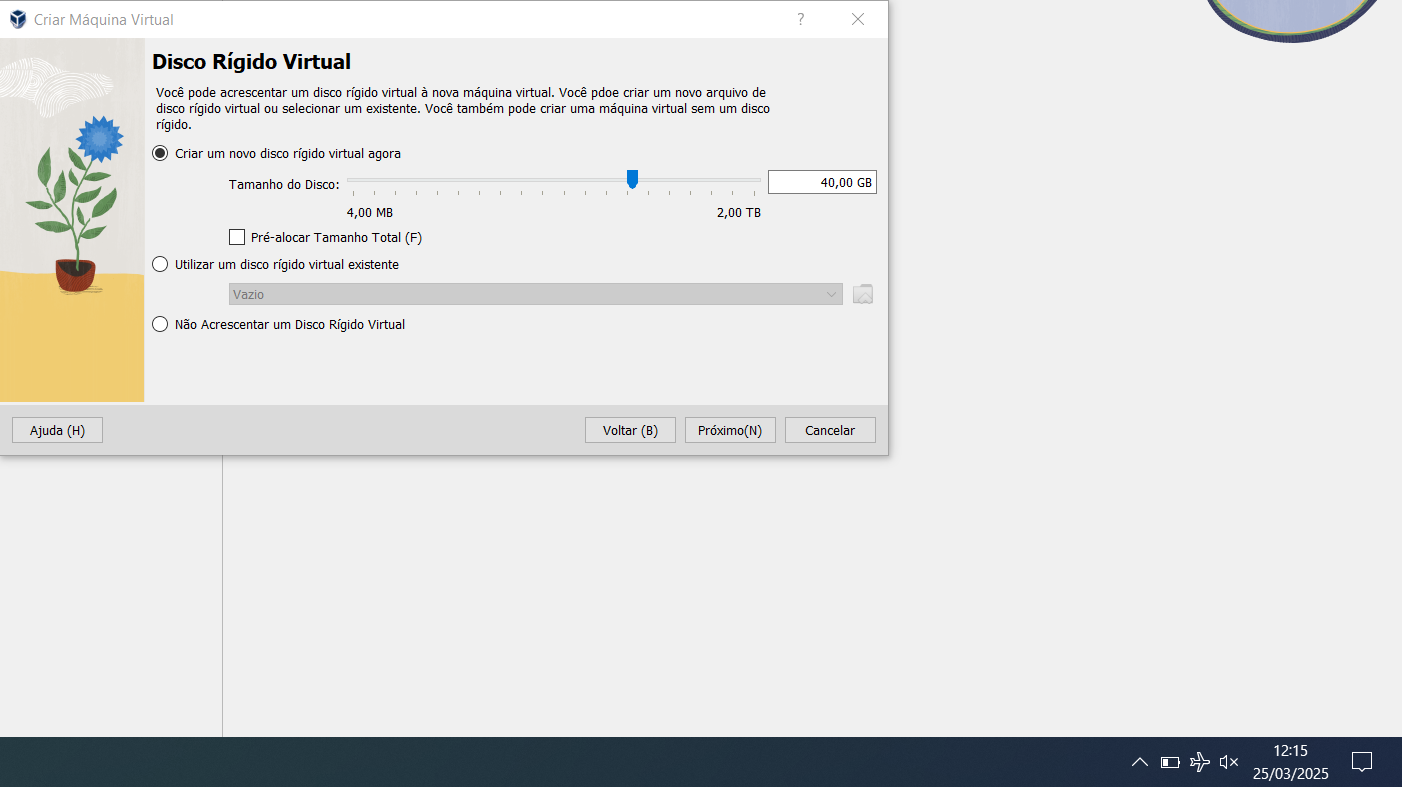 Criar Máquina Virtual
?
Disco Rígido Virtual
Você pode acrescentar um disco rígido virtual à nova máquina virtual. Você pdoe criar um novo arquivo de
disco rígido virtual ou selecionar um existente. Você também pode criar uma máquina virtual sem um disco
rígido.
Criar um novo disco rígido virtual agora
Tamanho do Disco:
40,00 GB
4,00 MB
2,00 TB
Pré-alocar Tamanho Total (F)
Utilizar um disco rígido virtual existente
Vazio
Não Acrescentar um Disco Rígido Virtual
Ajuda (H)
Voltar (B)
Próximo(N)
Cancelar
12:15
25/03/2025